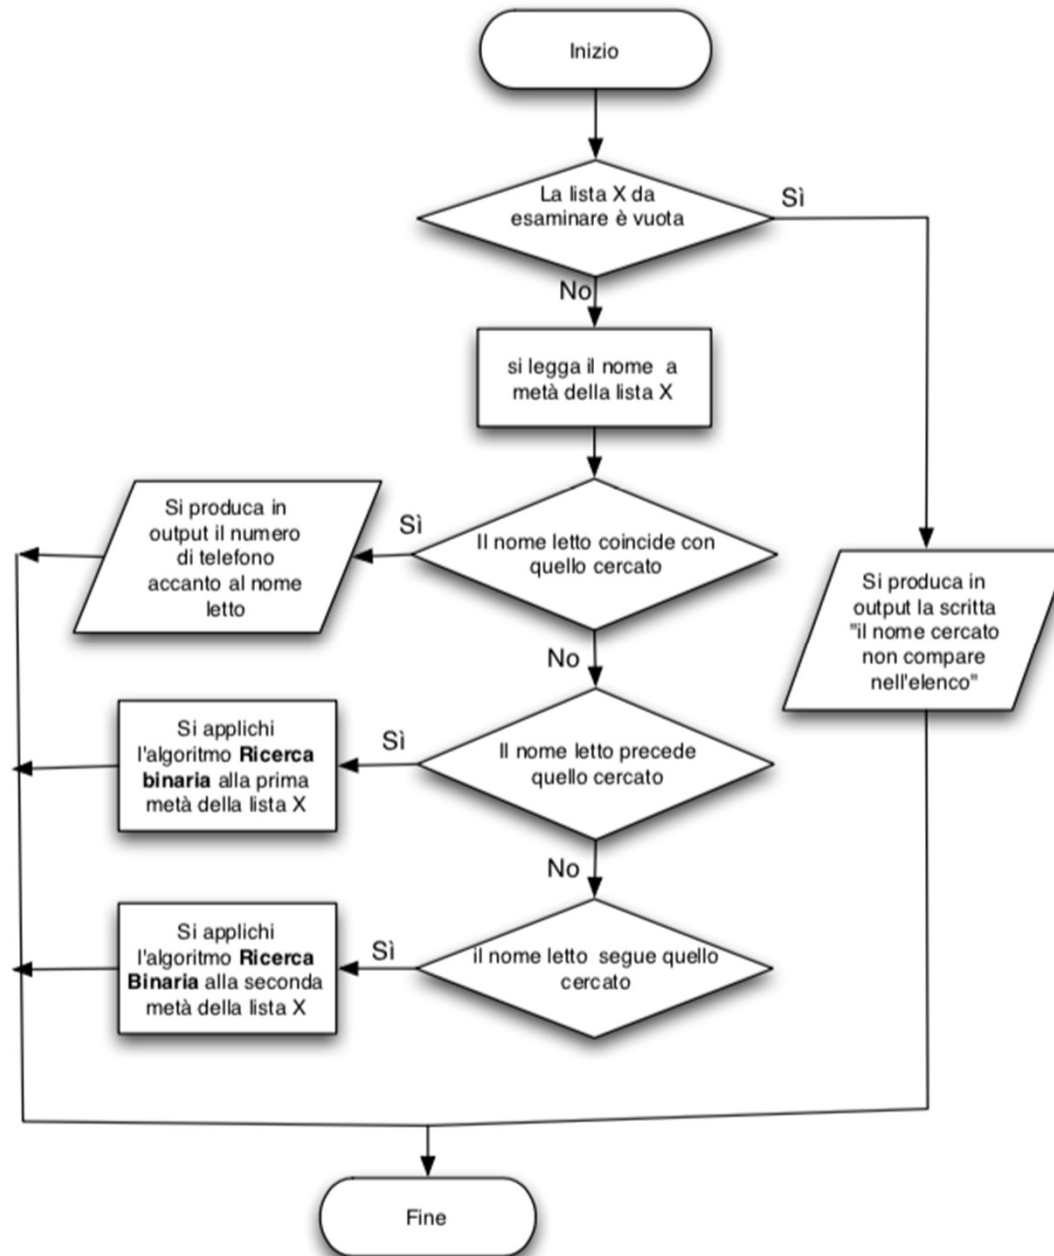 Inizio
La lista X da
esaminare è vuota
Sì
No
si legga il nome a
metà della lista X
Il nome letto coincide con
quello cercato
Sì
Si produca in
output il numero
di telefono
accanto al nome
letto
Si produca in
output la scritta
"il nome cercato
non compare
nell'elenco"
No
Il nome letto precede
quello cercato
Sì
Si applichi
l'algoritmo Ricerca
binaria alla prima
metà della lista X
No
il nome letto segue quello
cercato
Sì
Si applichi
l'algoritmo Ricerca
Binaria alla seconda
metà della lista X
Fine